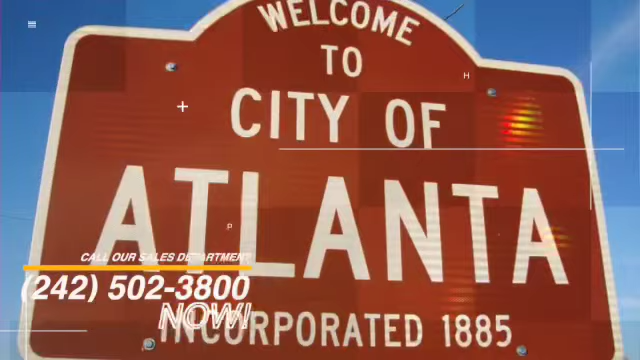 WELCOME
TO
CITY OF
ATLANTA
INCORPORATED 1885
CALL OUR SALES DEPARTMENT
(242) 502-3800
NOW!
H
P